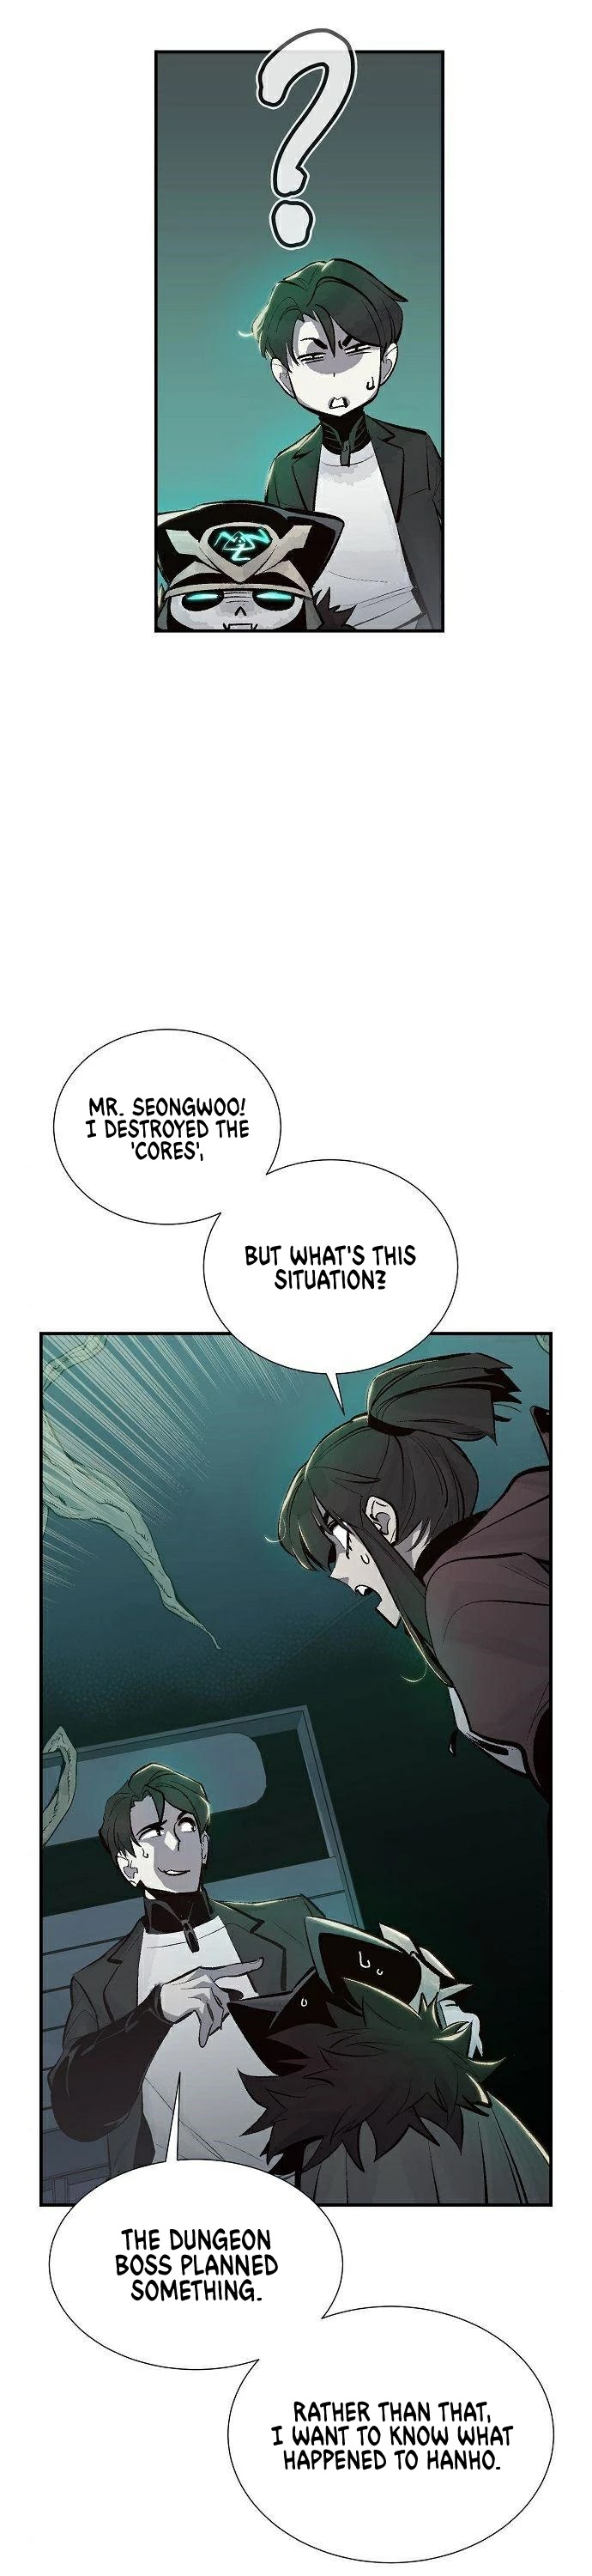 ?
MR. SEONGWOO!
I DESTROYED THE
'CORES',
BUT WHAT'S THIS
SITUATION?
THE DUNGEON
BOSS PLANNED
SOMETHING.
RATHER THAN THAT,
I WANT TO KNOW WHAT
HAPPENED TO HANHO.